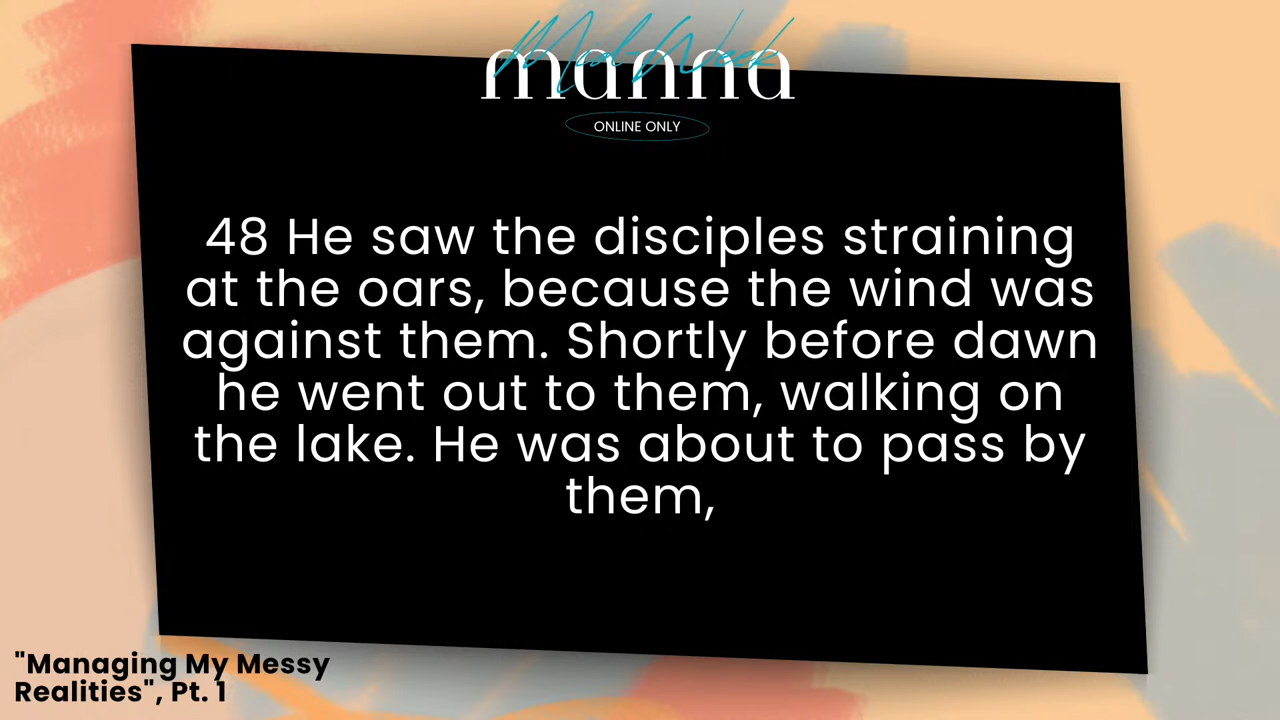 Mid-Week
manna
ONLINE ONLY
48 He saw the disciples straining
at the oars, because the wind was
against them. Shortly before dawn
he went out to them, walking on
the lake. He was about to pass by
them,
"Managing My Messy
Realities", Pt. 1